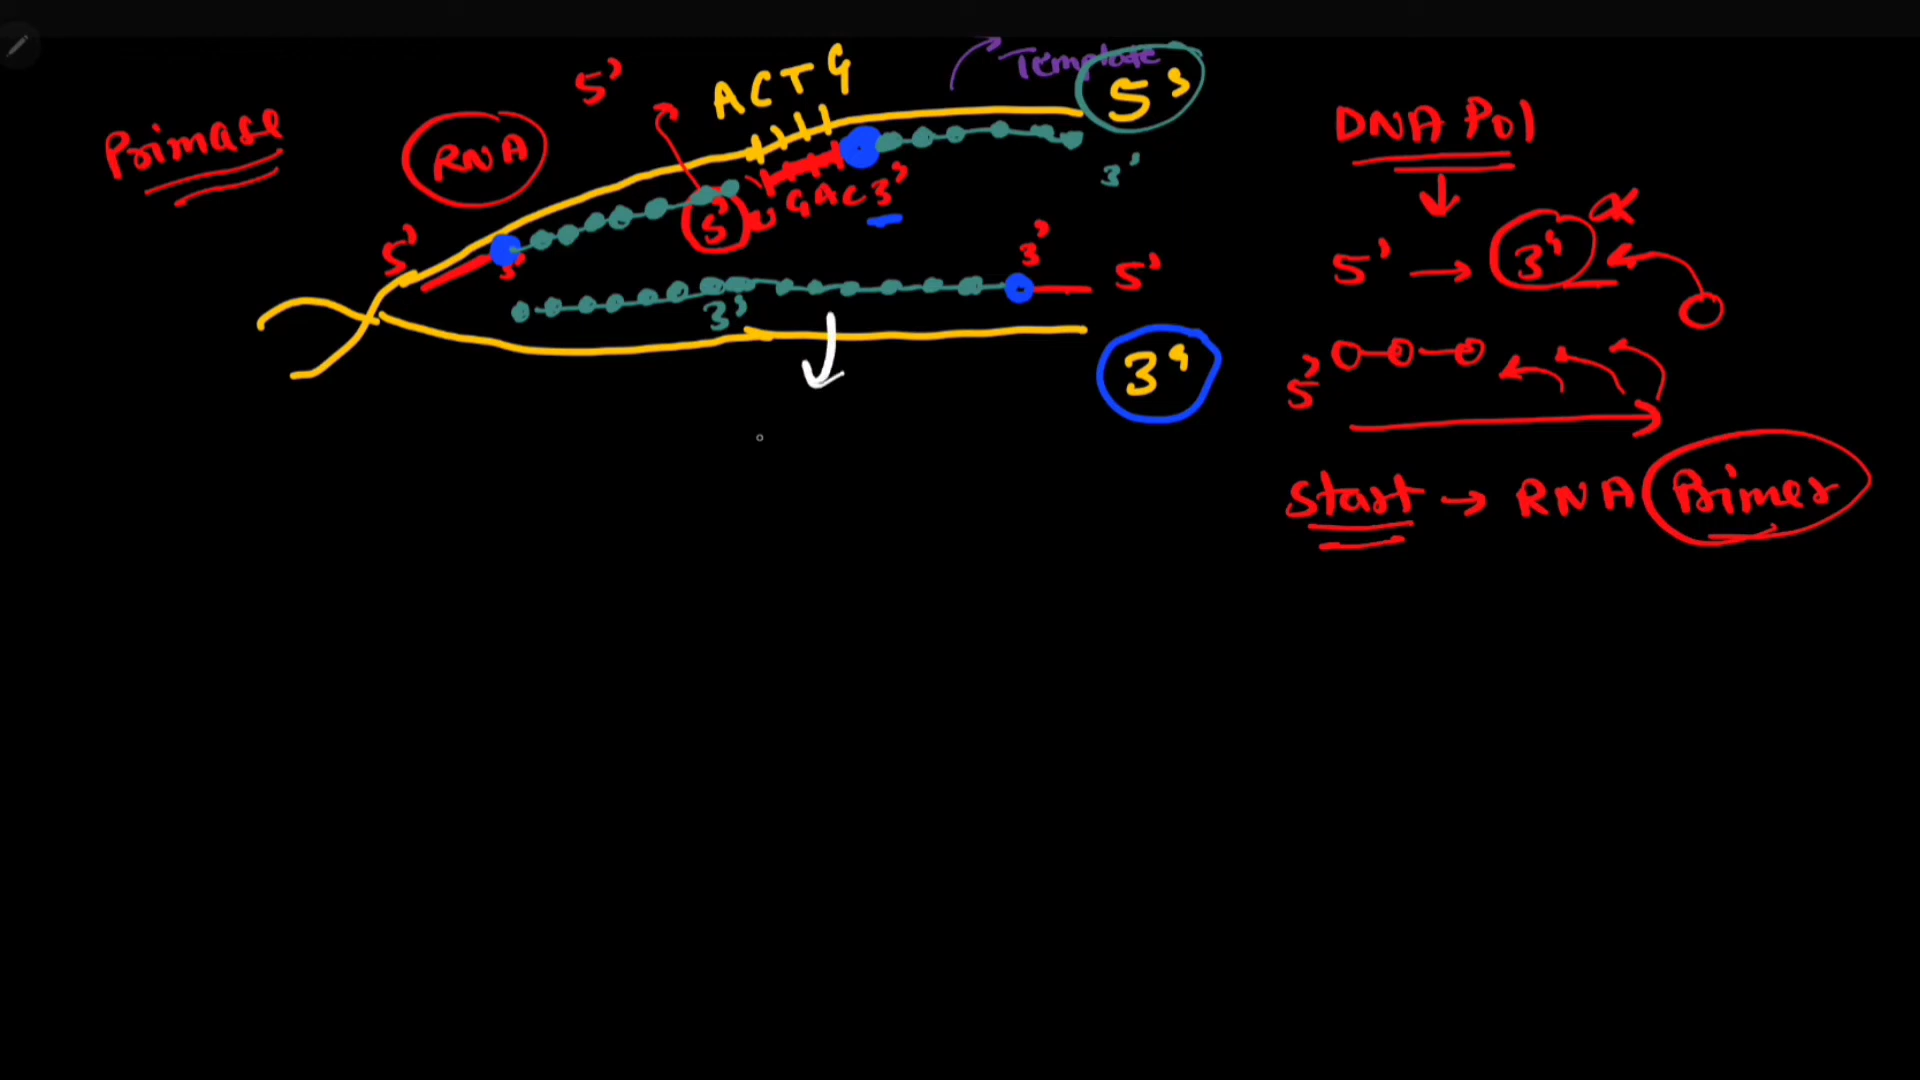 Template
5'
ACTG
5'
DNA Pol
Primase
RNA
3'
5' → 3' x
5'
5' UGAC3'
3'
3'
5'
3'
3'
5'
Start → RNA Primer